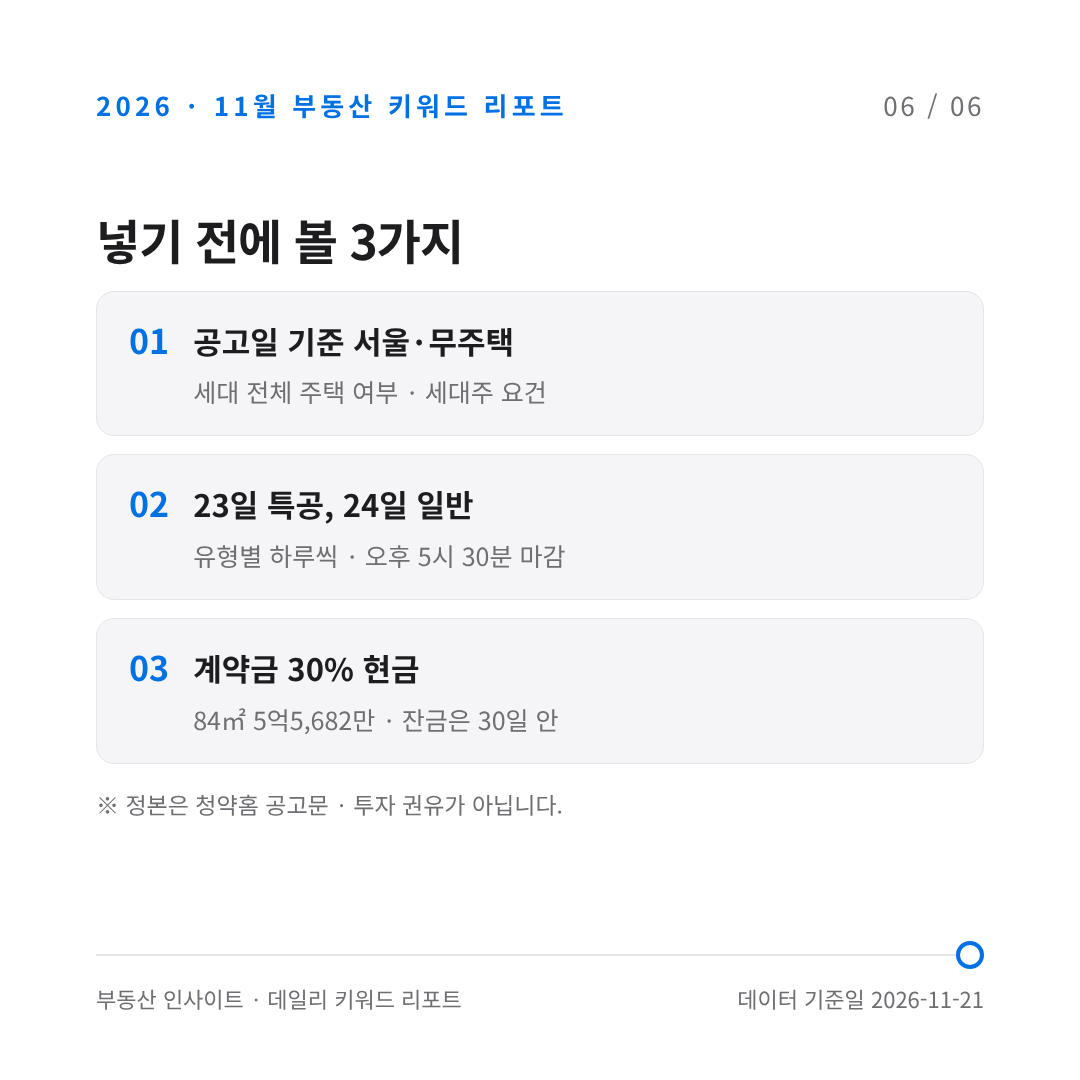 2026 · 11월 부동산 키워드 리포트
06 / 06
넣기 전에 볼 3가지
01 공고일 기준 서울·무주택
세대 전체 주택 여부 · 세대주 요건
02 23일 특공, 24일 일반
유형별 하루씩 · 오후 5시 30분 마감
03 계약금 30% 현금
84㎡ 5억5,682만 · 잔금은 30일 안
※ 정본은 청약홈 공고문 · 투자 권유가 아닙니다.
부동산 인사이트 · 데일리 키워드 리포트
데이터 기준일 2026-11-21